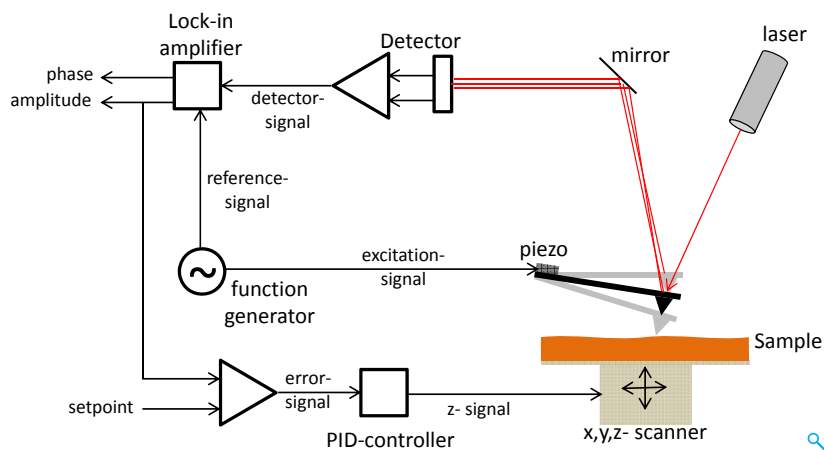 Lock-in
amplifier
Detector
laser
mirror
phase
amplitude
detector-
signal
reference-
signal
piezo
excitation-
signal
function
generator
Sample
error-
signal
setpoint
z- signal
PID-controller
x,y,z- scanner